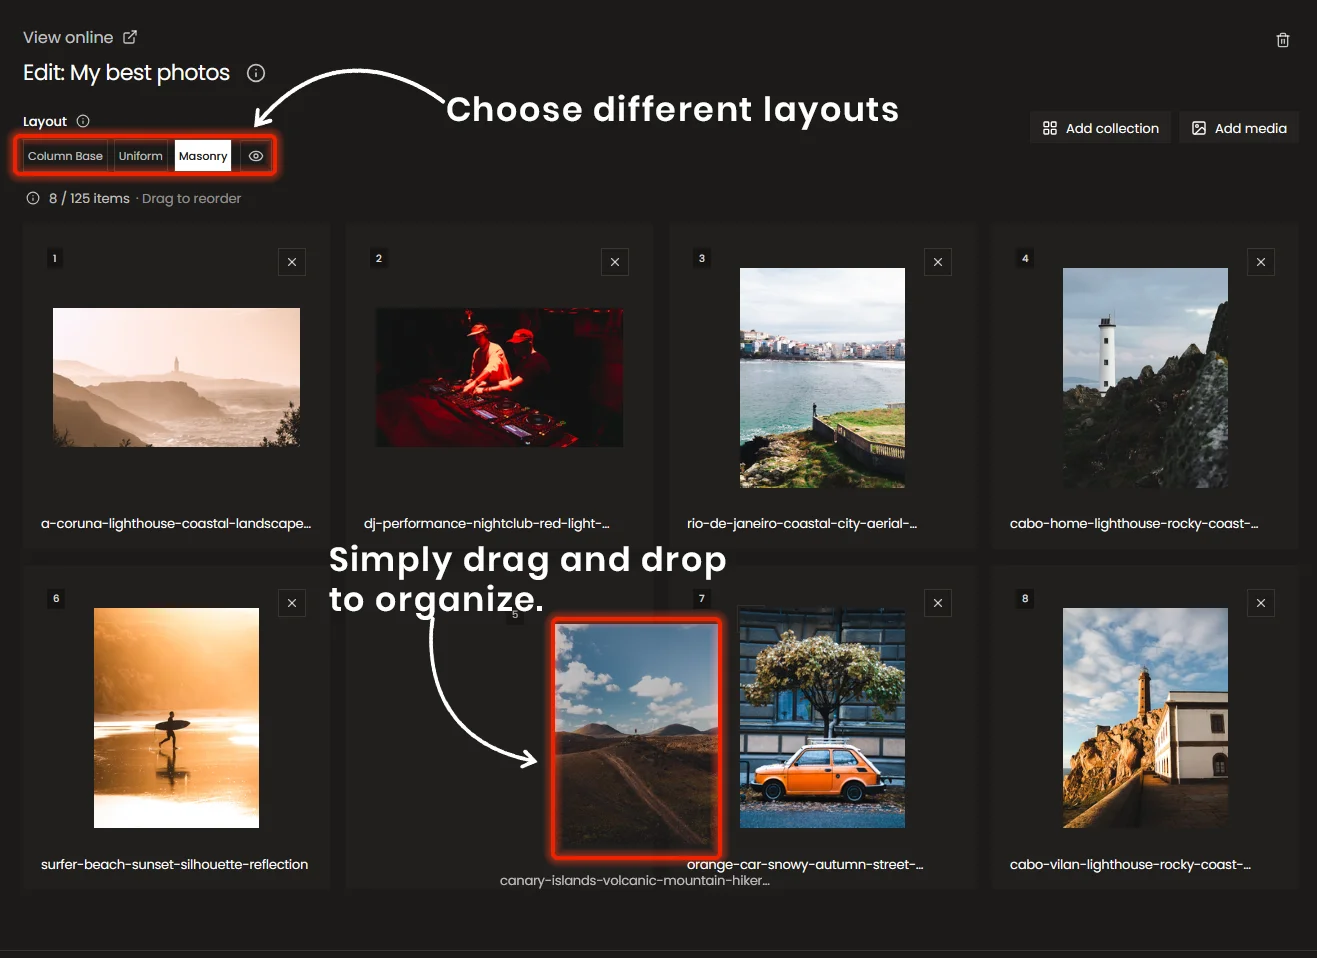 View online
Edit: My best photos
Choose different layouts
Layout
Add collection
Add media
Column Base
Uniform
Masonry
8 / 125 items · Drag to reorder
1
2
3
4
a-coruna-lighthouse-coastal-landscape...
dj-performance-nightclub-red-light-...
rio-de-janeiro-coastal-city-aerial-...
cabo-home-lighthouse-rocky-coast-...
Simply drag and drop
to organize.
6
5
7
8
surfer-beach-sunset-silhouette-reflection
orange-car-snowy-autumn-street-...
cabo-vilan-lighthouse-rocky-coast-...
canary-islands-volcanic-mountain-hiker...